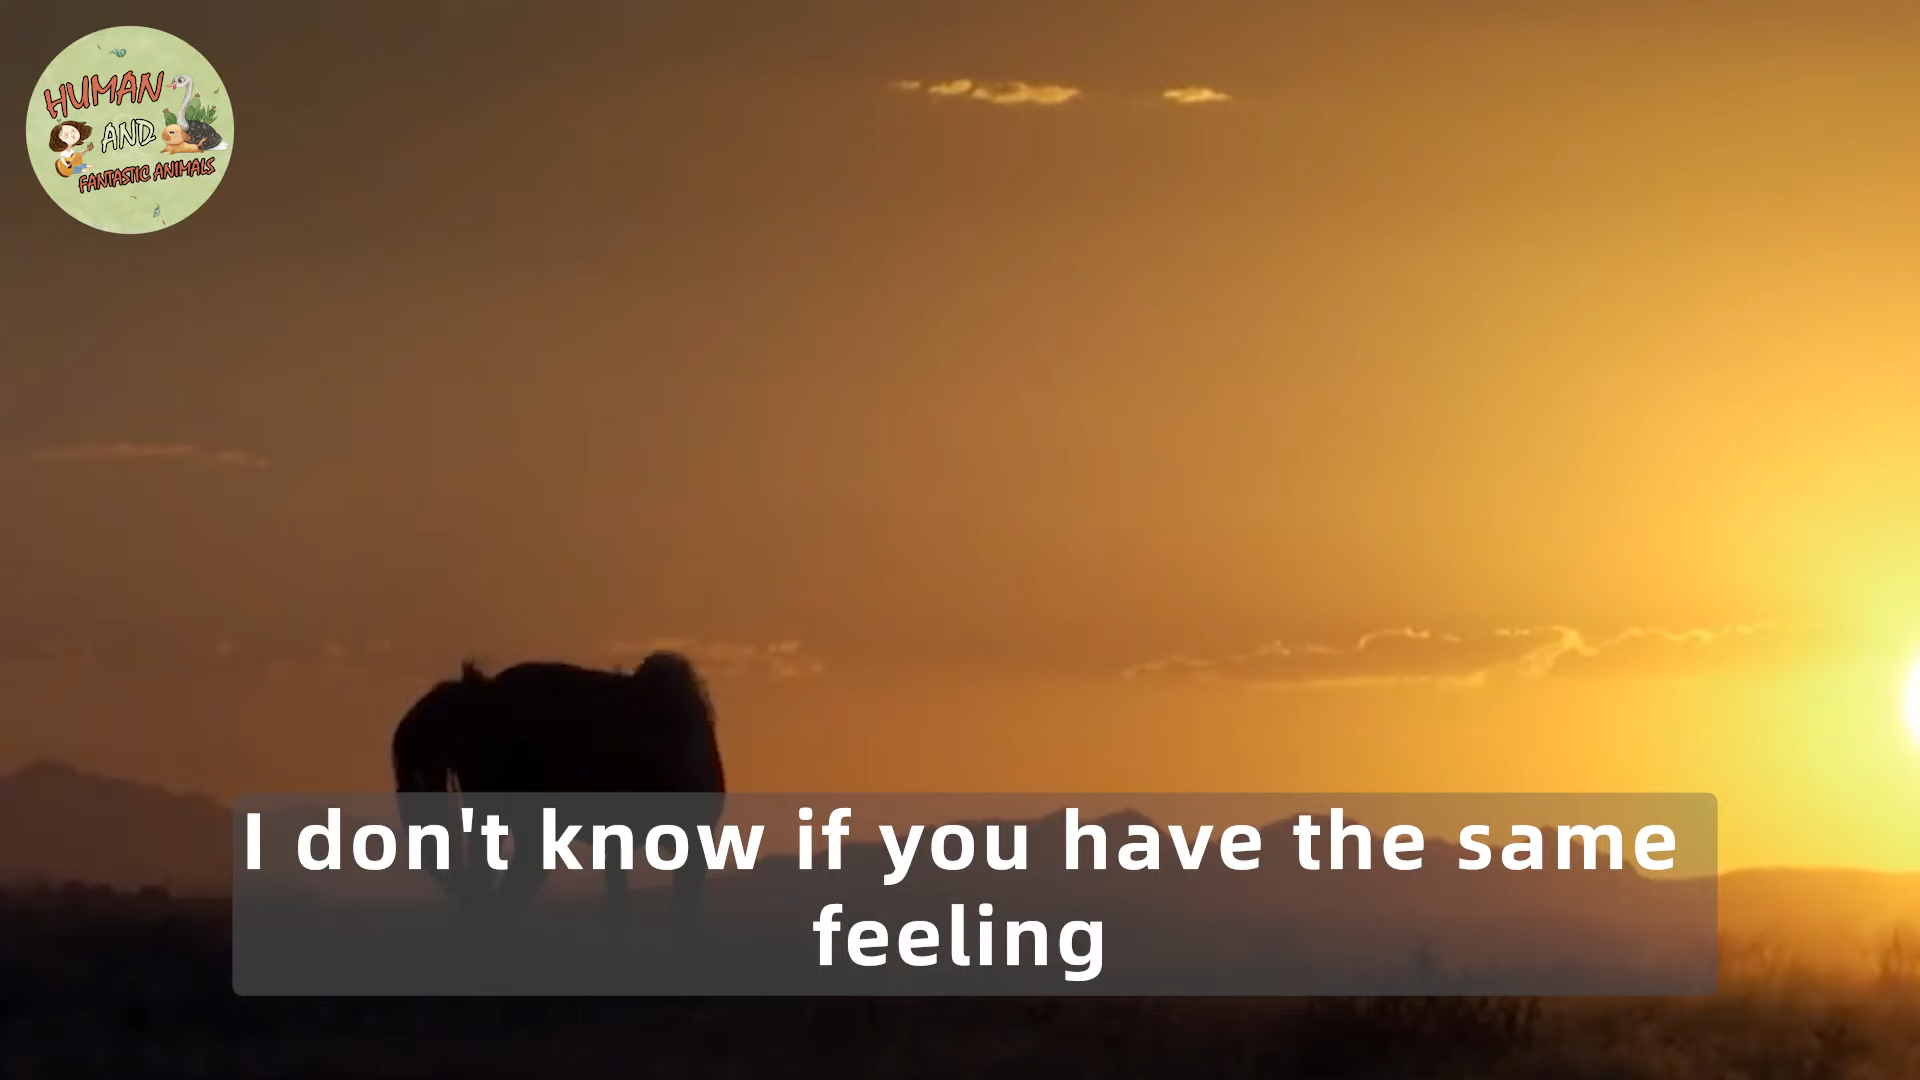 HUMAN
AND
FANTASTIC ANIMALS
I don't know if you have the same
feeling